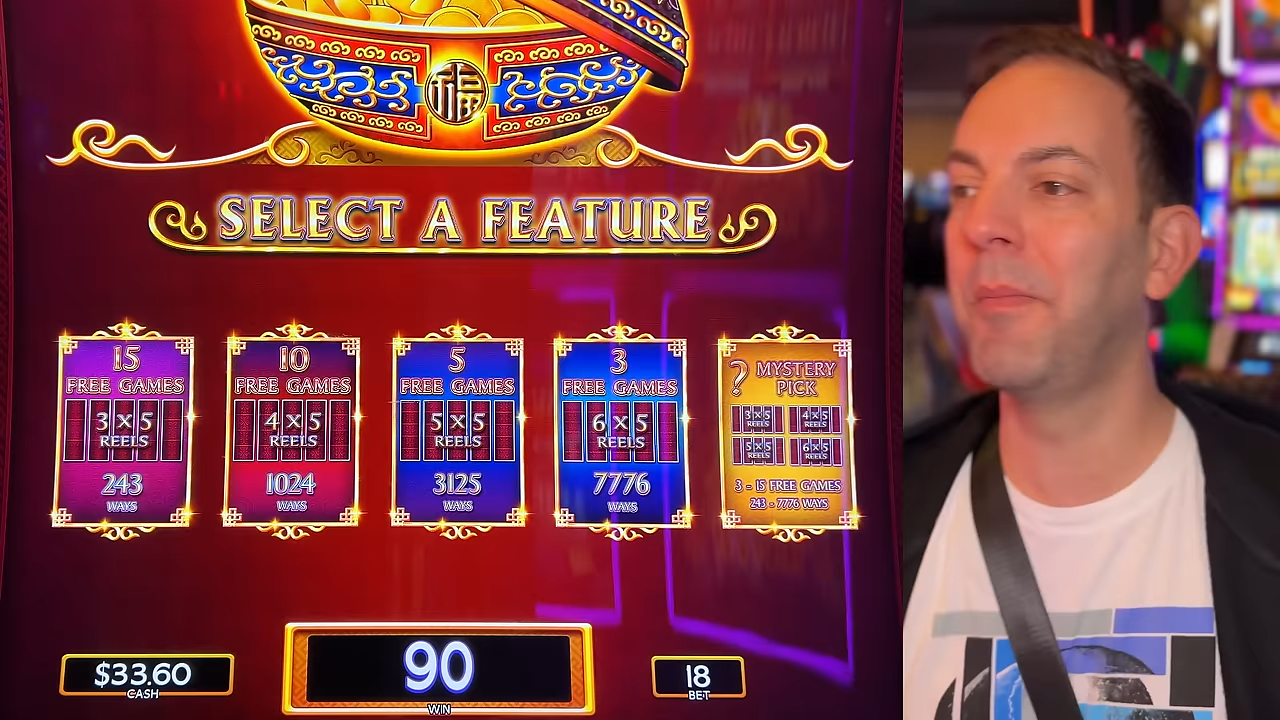 福
SELECT A FEATURE
15
FREE GAMES
3 X 5
REELS
243
WAYS
10
FREE GAMES
4 X 5
REELS
1024
WAYS
5
FREE GAMES
5 X 5
REELS
3125
WAYS
3
FREE GAMES
6 X 5
REELS
7776
WAYS
? MYSTERY
PICK
3 X 5
REELS
4 X 5
REELS
5 X 5
REELS
6 X 5
REELS
3 - 15 FREE GAMES
243 - 7776 WAYS
$33.60
CASH
90
WIN
18
BET